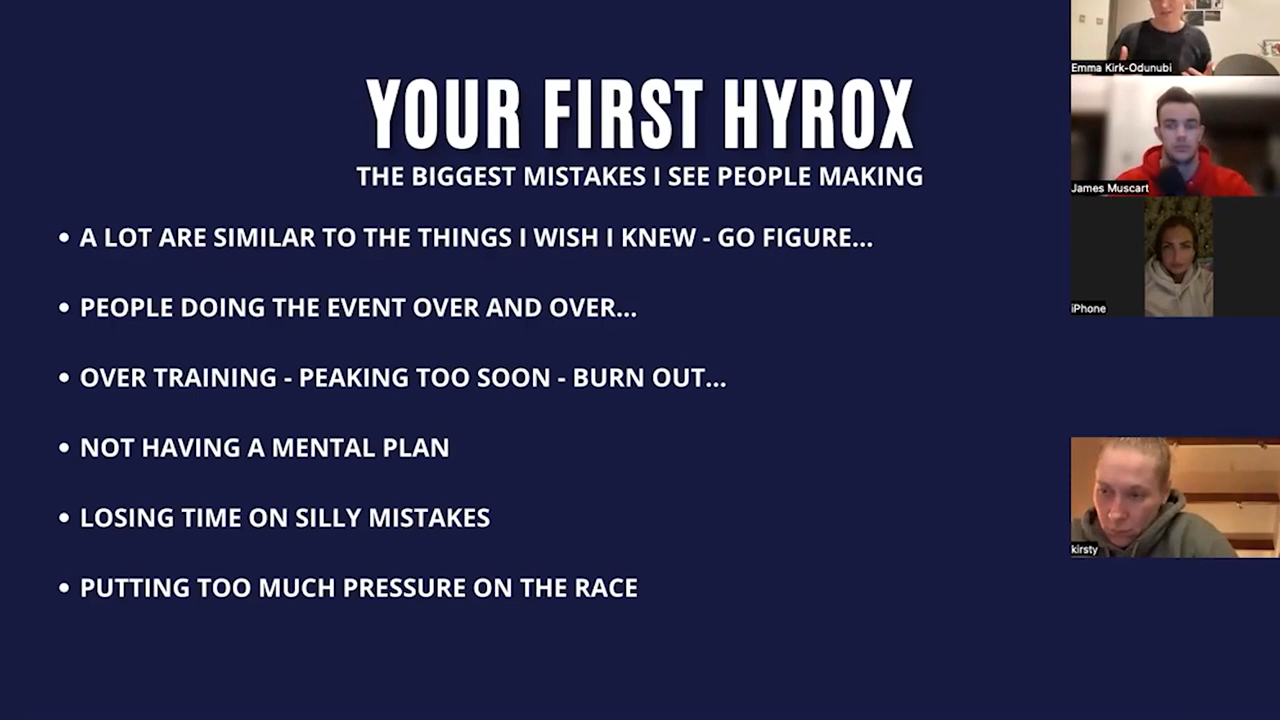 YOUR FIRST HYROX
THE BIGGEST MISTAKES I SEE PEOPLE MAKING
• A LOT ARE SIMILAR TO THE THINGS I WISH I KNEW - GO FIGURE...
• PEOPLE DOING THE EVENT OVER AND OVER...
• OVER TRAINING - PEAKING TOO SOON - BURN OUT...
• NOT HAVING A MENTAL PLAN
• LOSING TIME ON SILLY MISTAKES
• PUTTING TOO MUCH PRESSURE ON THE RACE
Emma Kirk-Odunubi
James Muscart
iPhone
kirsty